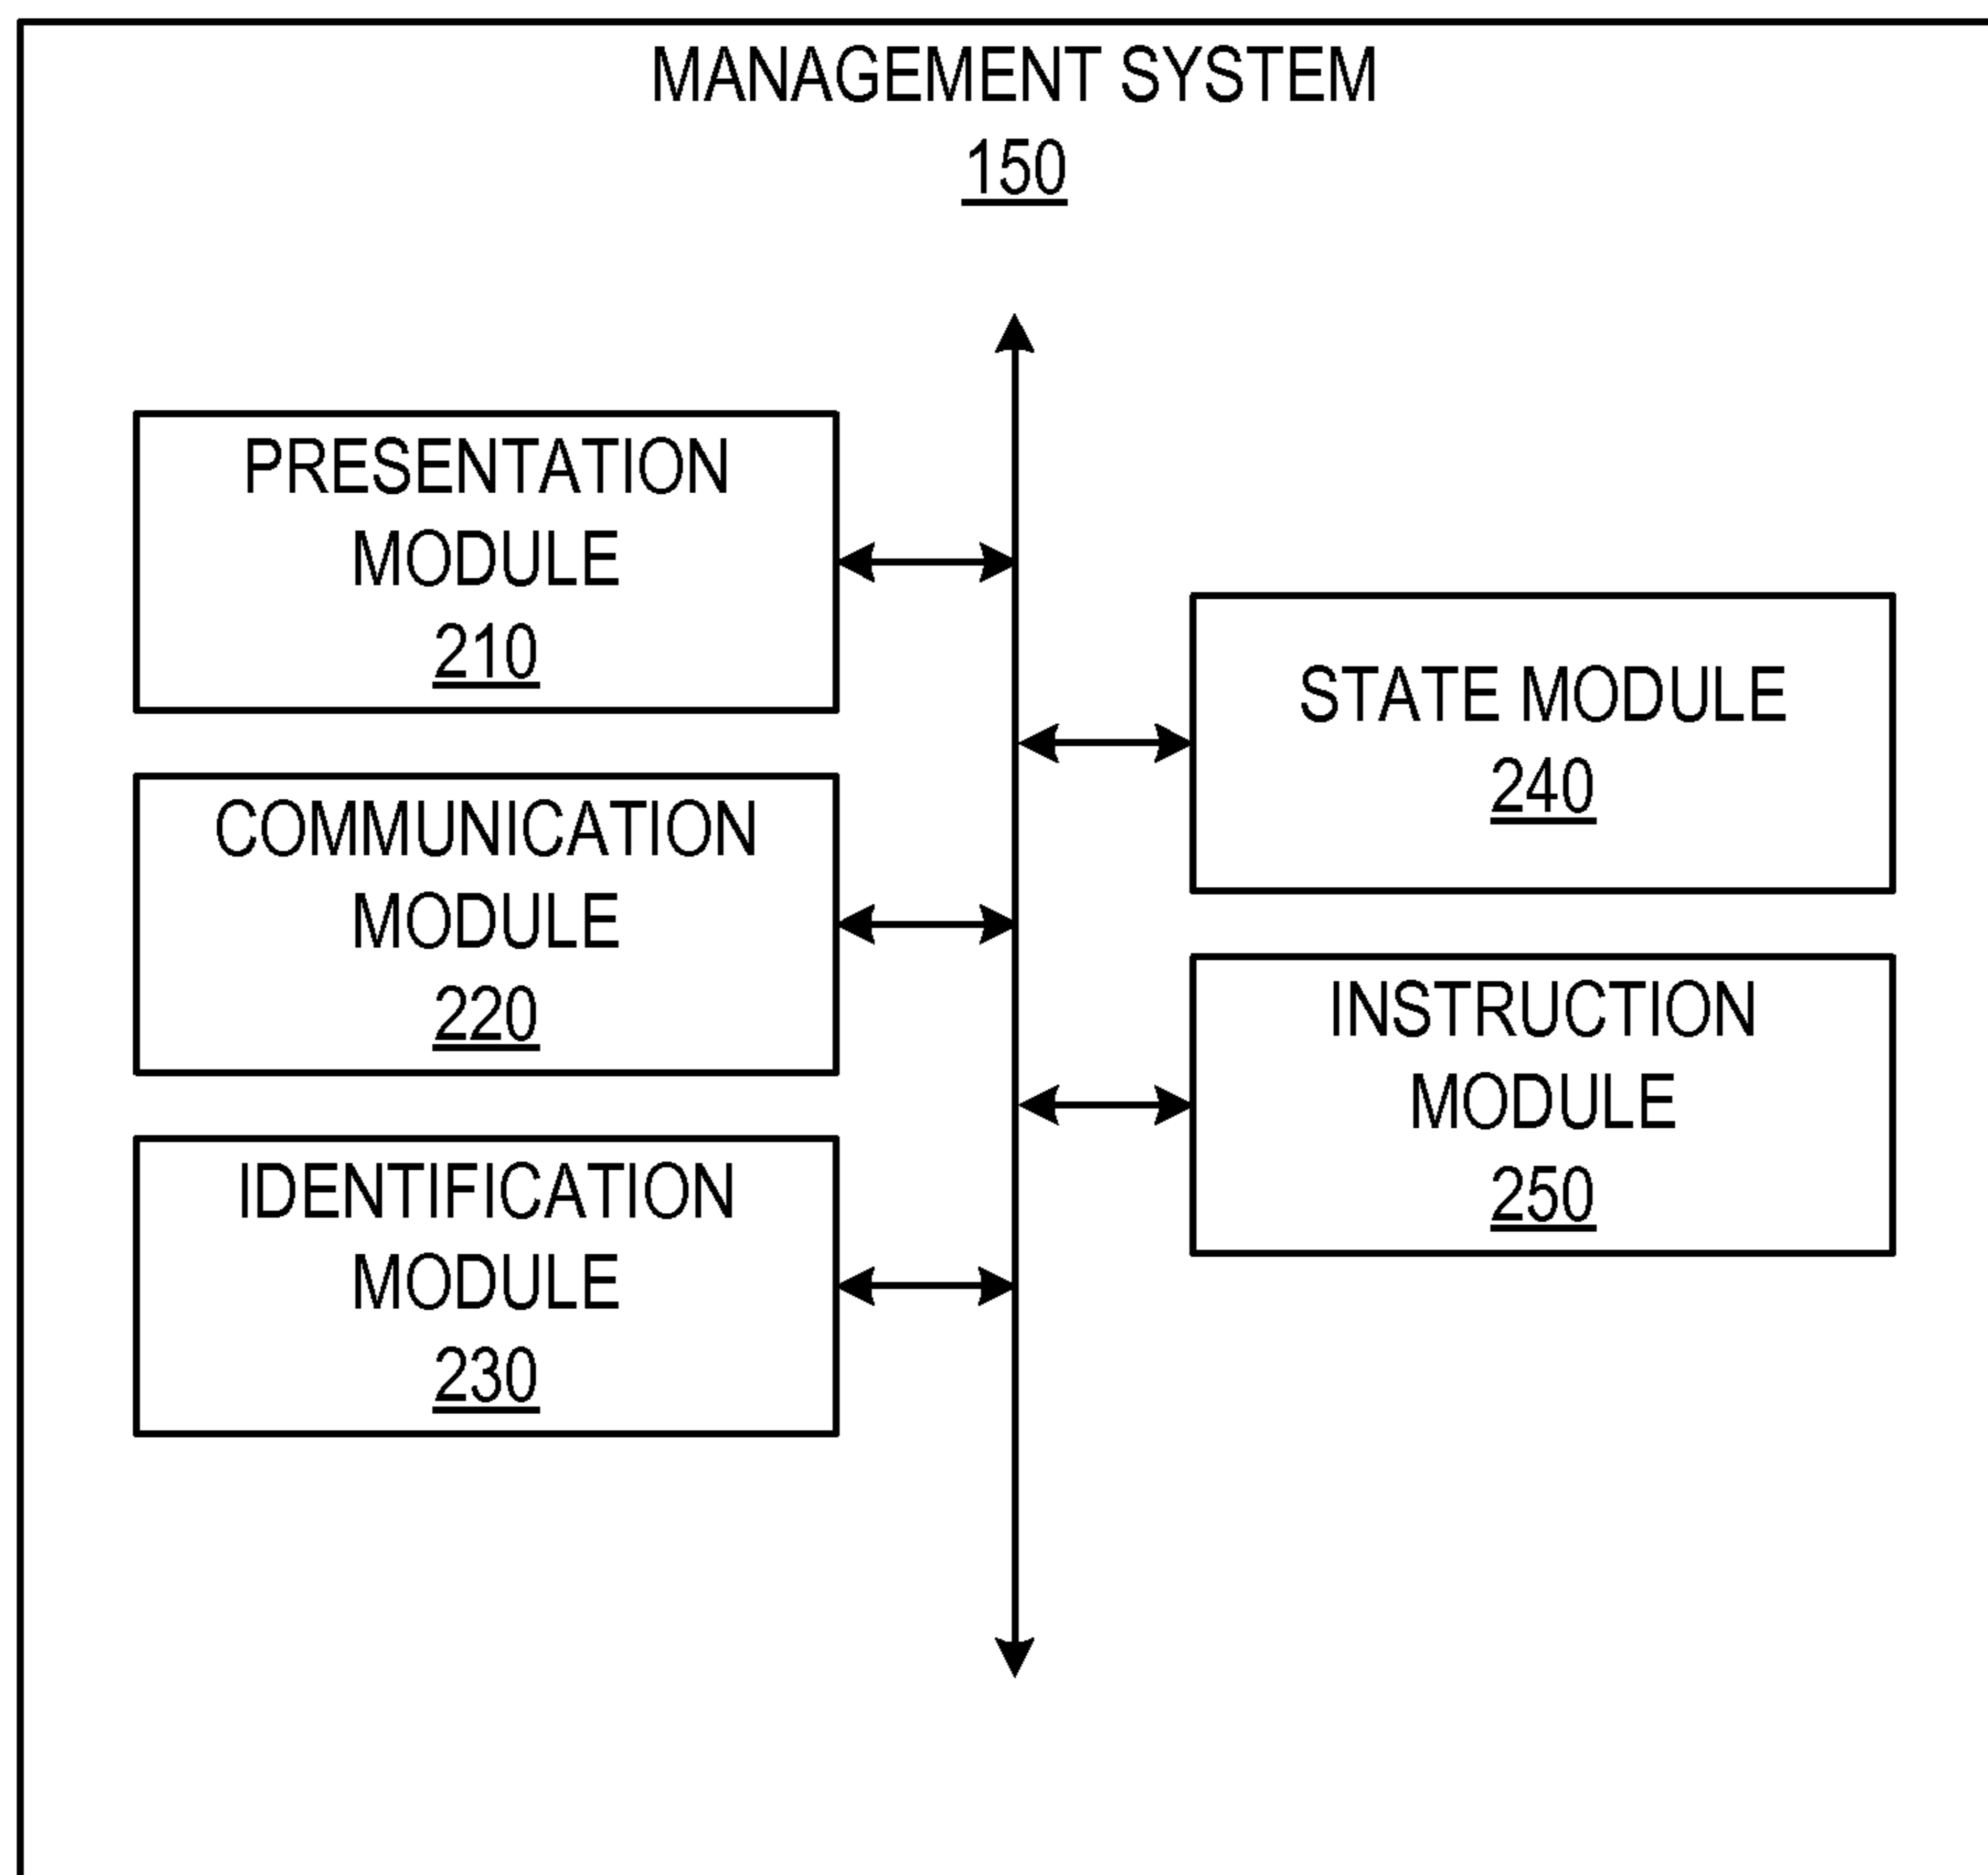 MANAGEMENT SYSTEM
150
PRESENTATION
MODULE
210
COMMUNICATION
MODULE
220
IDENTIFICATION
MODULE
230
STATE MODULE
240
INSTRUCTION
MODULE
250